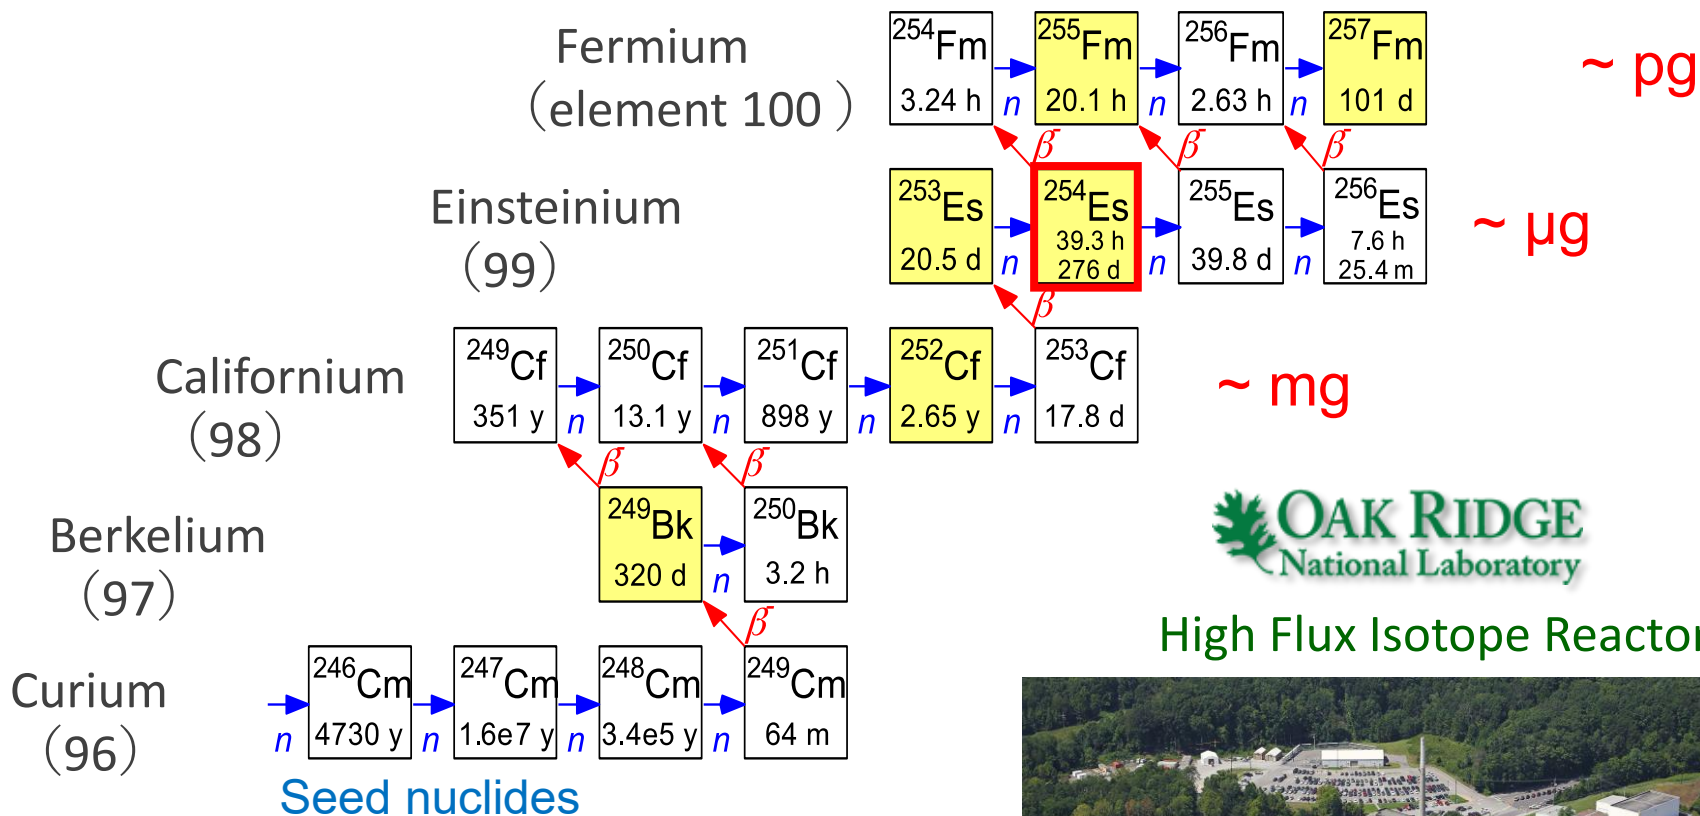 Fermium
(element 100 )
254Fm
3.24 h
n
255Fm
20.1 h
n
256Fm
2.63 h
n
257Fm
101 d
~ pg
β-
β-
β-
Einsteinium
(99)
253Es
20.5 d
n
254Es
39.3 h
276 d
n
255Es
39.8 d
n
256Es
7.6 h
25.4 m
~ μg
β-
Californium
(98)
249Cf
351 y
n
250Cf
13.1 y
n
251Cf
898 y
n
252Cf
2.65 y
n
253Cf
17.8 d
~ mg
β-
β-
Berkelium
(97)
249Bk
320 d
n
250Bk
3.2 h
OAK RIDGE
National Laboratory
β-
High Flux Isotope Reactor
Curium
(96)
n
246Cm
4730 y
n
247Cm
1.6e7 y
n
248Cm
3.4e5 y
n
249Cm
64 m
Seed nuclides